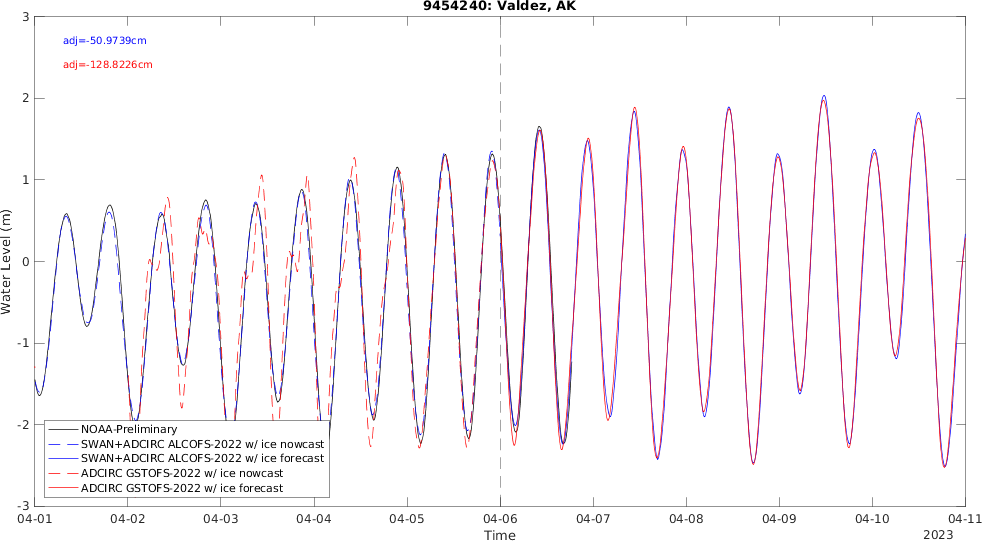 9454240: Valdez, AK
adj=-50.9739cm
adj=-128.8226cm
Water Level (m)
3
2
1
0
-1
-2
-3
NOAA-Preliminary
SWAN+ADCIRC ALCOFS-2022 w/ ice nowcast
SWAN+ADCIRC ALCOFS-2022 w/ ice forecast
ADCIRC GSTOFS-2022 w/ ice nowcast
ADCIRC GSTOFS-2022 w/ ice forecast
04-01 04-02 04-03 04-04 04-05 04-06 04-07 04-08 04-09 04-10 04-11
Time
2023